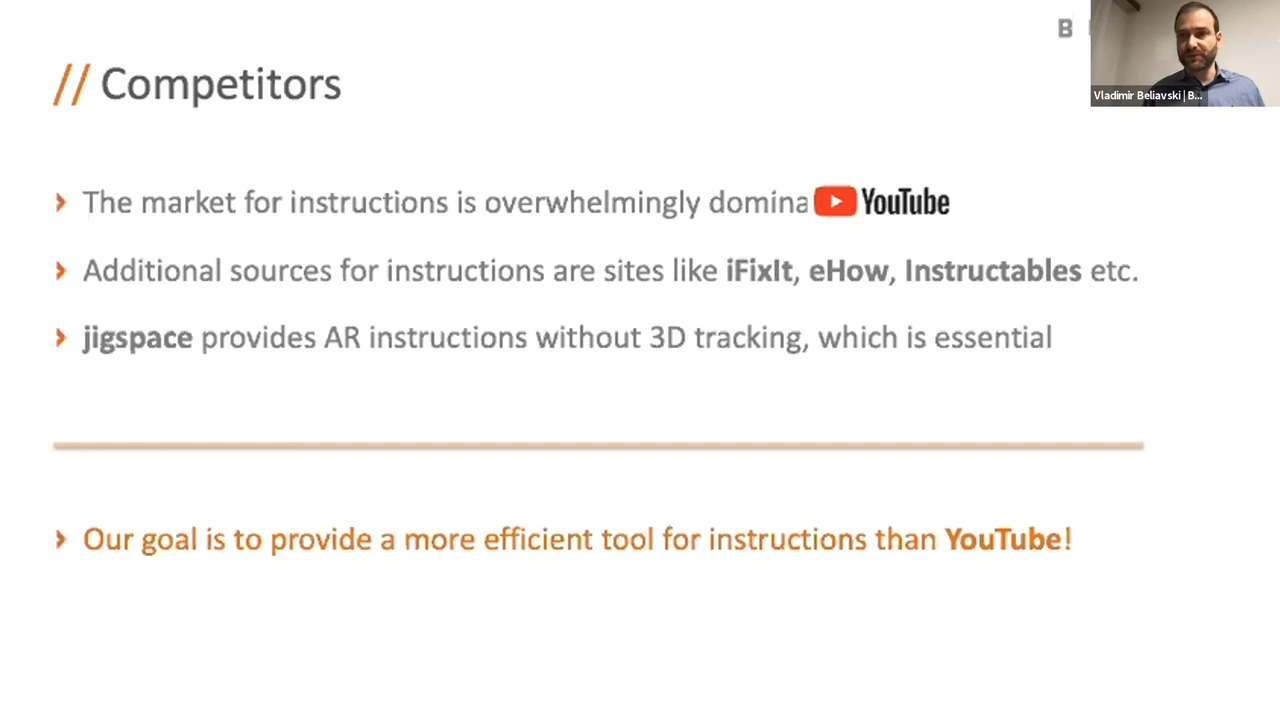 B
Vladimir Beliavski | B...
// Competitors
The market for instructions is overwhelmingly domina YouTube
Additional sources for instructions are sites like iFixIt, eHow, Instructables etc.
jigspace provides AR instructions without 3D tracking, which is essential
Our goal is to provide a more efficient tool for instructions than YouTube!